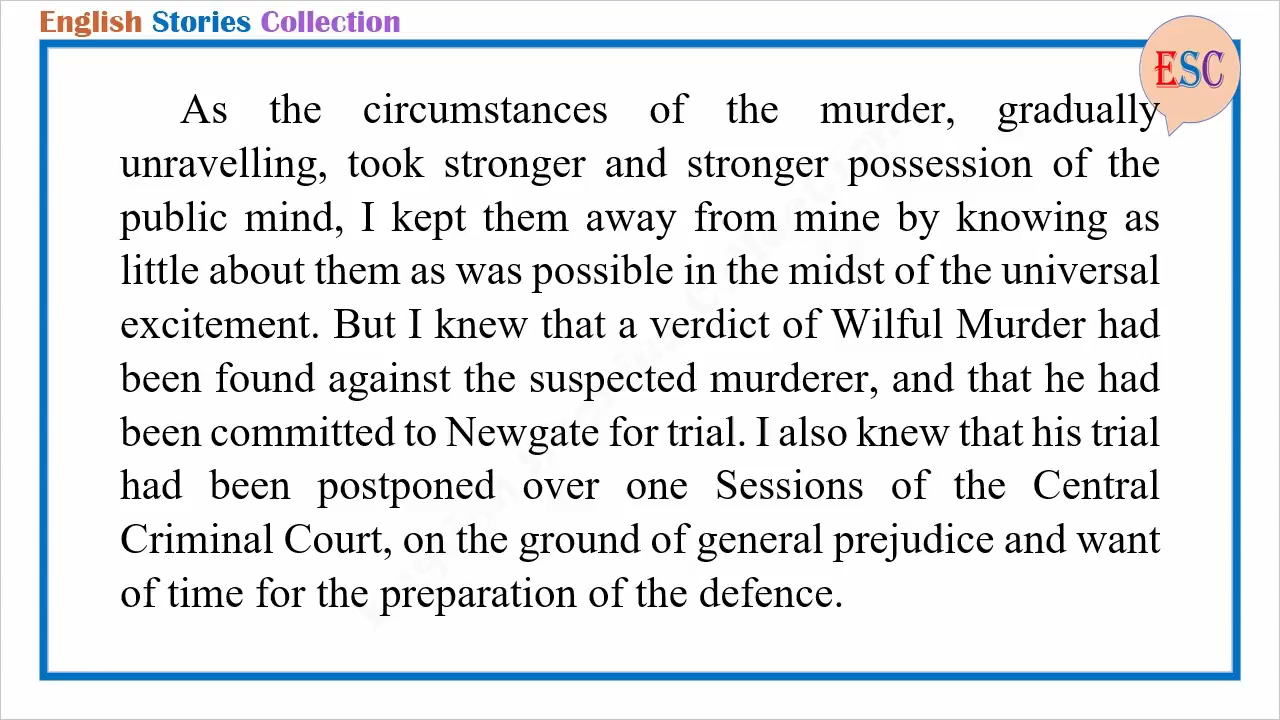 English Stories Collection
ESC
As the circumstances of the murder, gradually
unravelling, took stronger and stronger possession of the
public mind, I kept them away from mine by knowing as
little about them as was possible in the midst of the universal
excitement. But I knew that a verdict of Wilful Murder had
been found against the suspected murderer, and that he had
been committed to Newgate for trial. I also knew that his trial
had been postponed over one Sessions of the Central
Criminal Court, on the ground of general prejudice and want
of time for the preparation of the defence.